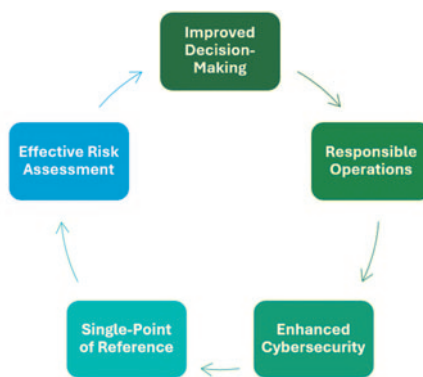 Improved
Decision-
Making
Responsible
Operations
Enhanced
Cybersecurity
Single-Point
of Reference
Effective Risk
Assessment